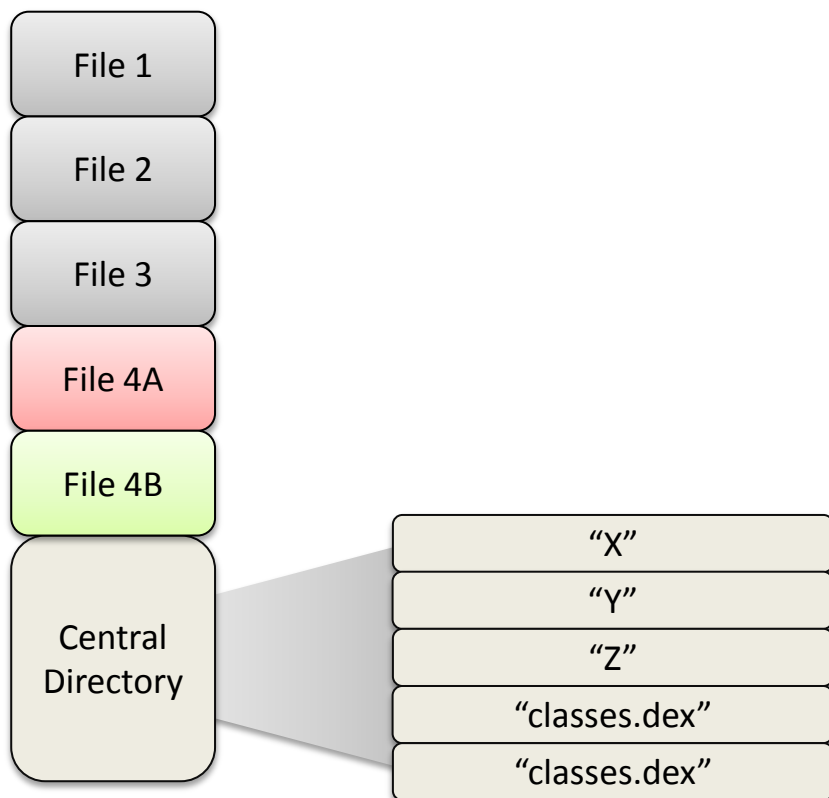 File 1
File 2
File 3
File 4A
File 4B
Central
Directory
“X”
“Y”
“Z”
“classes.dex”
“classes.dex”